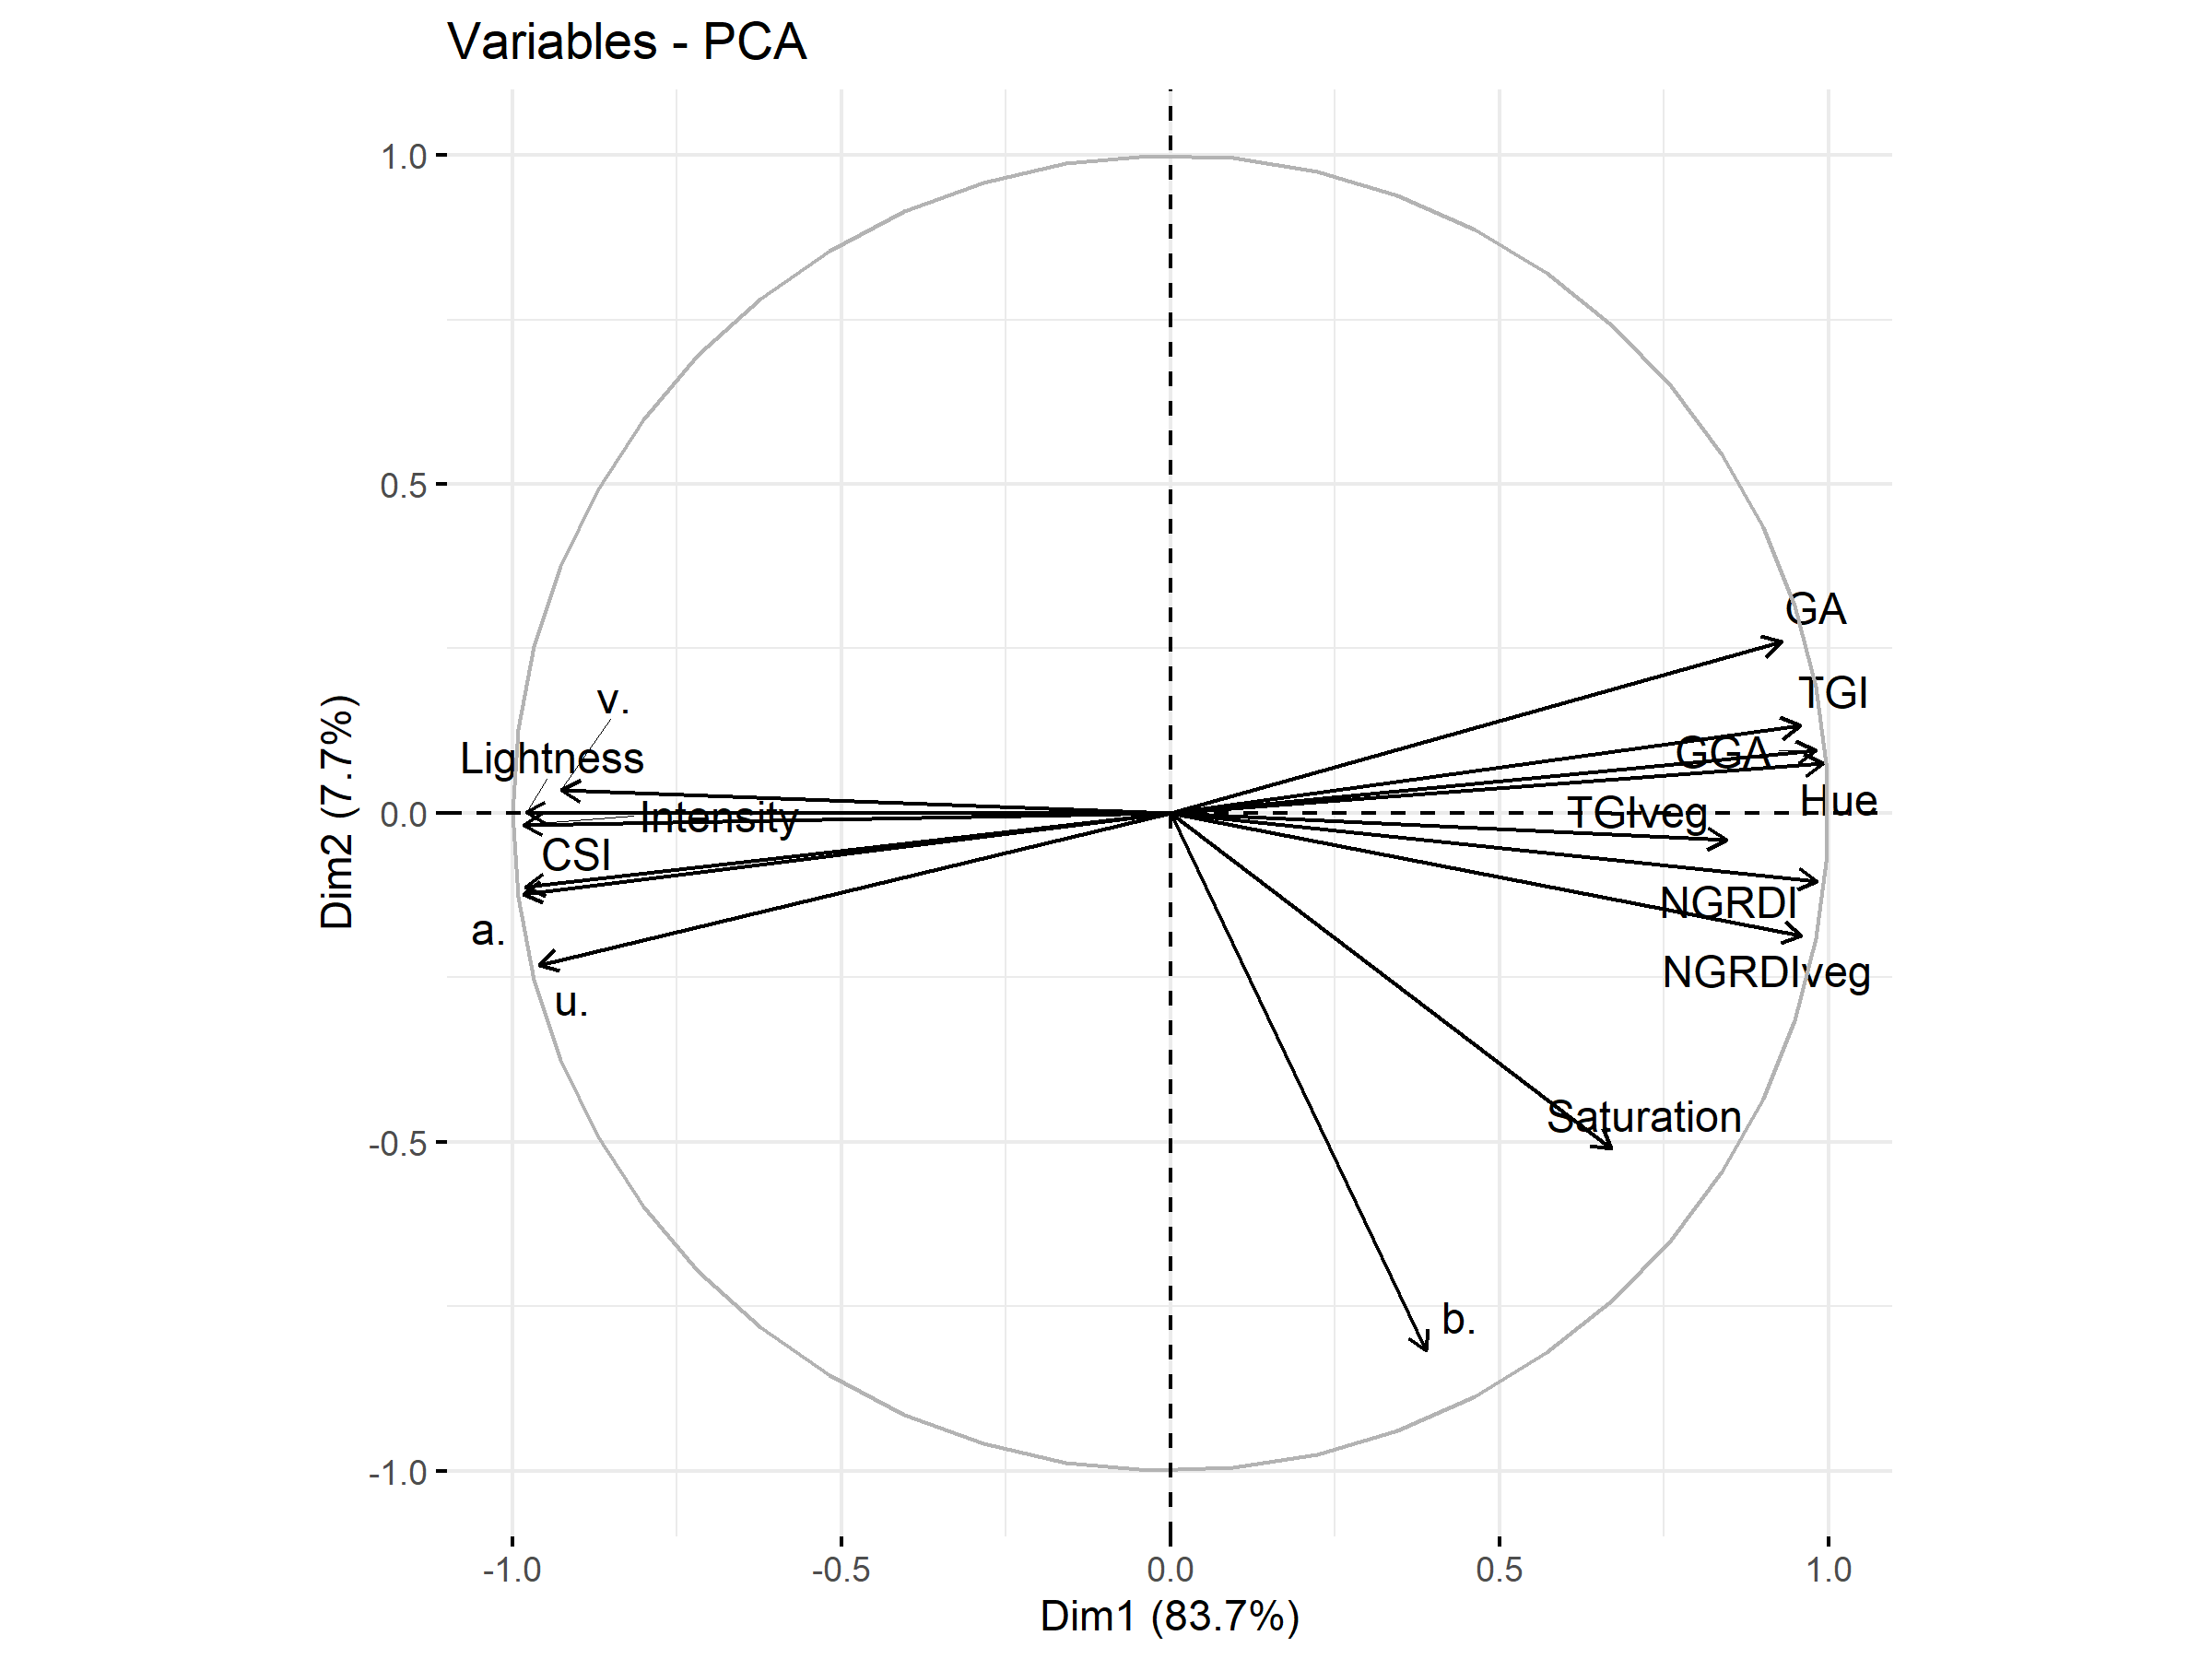 Variables - PCA
1.0
0.5
0.0
-0.5
-1.0
Dim2 (7.7%)
GA
TGI
v.
GGA
Lightness
Hue
TGIveg
Intensity
CSI
NGRDI
a.
NGRDIveg
u.
Saturation
b.
-1.0
-0.5
0.0
0.5
1.0
Dim1 (83.7%)